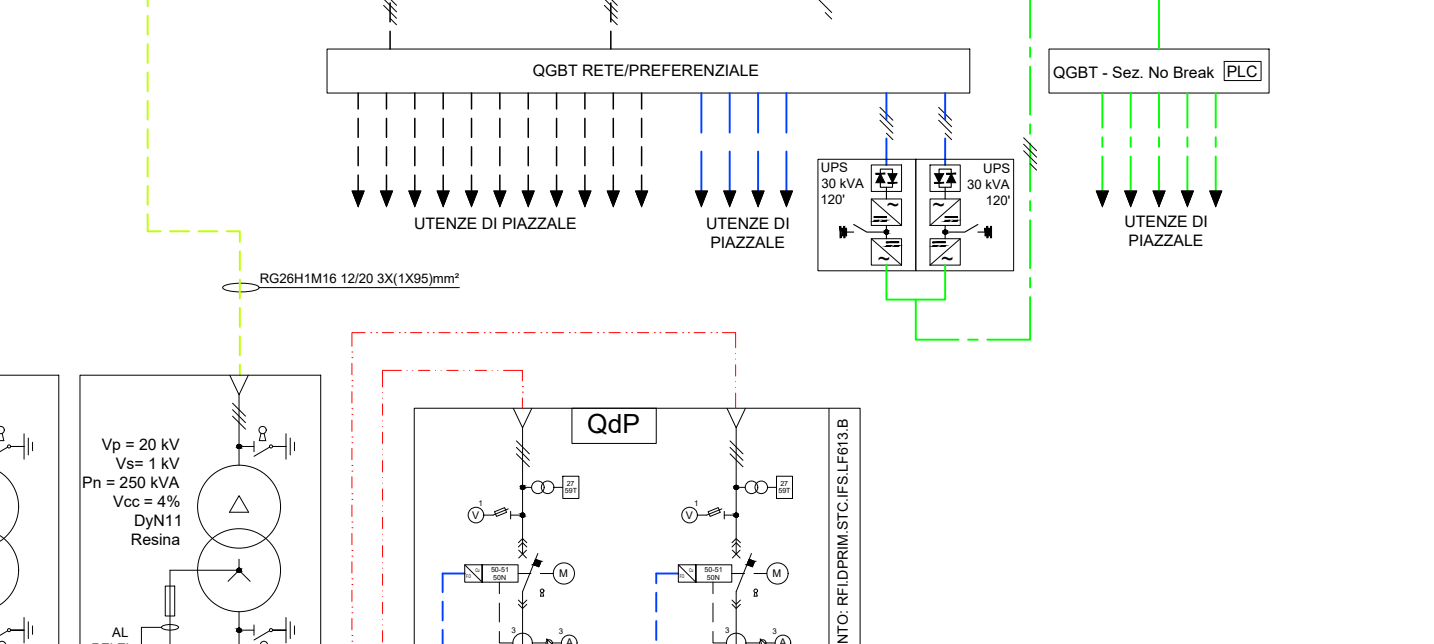 QGBT RETE/PREFERENZIALE
QGBT - Sez. No Break PLC
UPS
30 kVA
120'
UPS
30 kVA
120'
UTENZE DI PIAZZALE
UTENZE DI
PIAZZALE
UTENZE DI
PIAZZALE
RG26H1M16 12/20 3X(1X95)mm²
QdP
Vp = 20 kV
Vs= 1 kV
Pn = 250 kVA
Vcc = 4%
DyN11
Resina
27
59T
27
59T
1
V
1
V
50-51
50N
M
50-51
50N
M
3
3
A
3
3
A
AL
NTO: RFI.DPRIM.STC.IFS.LF613.B